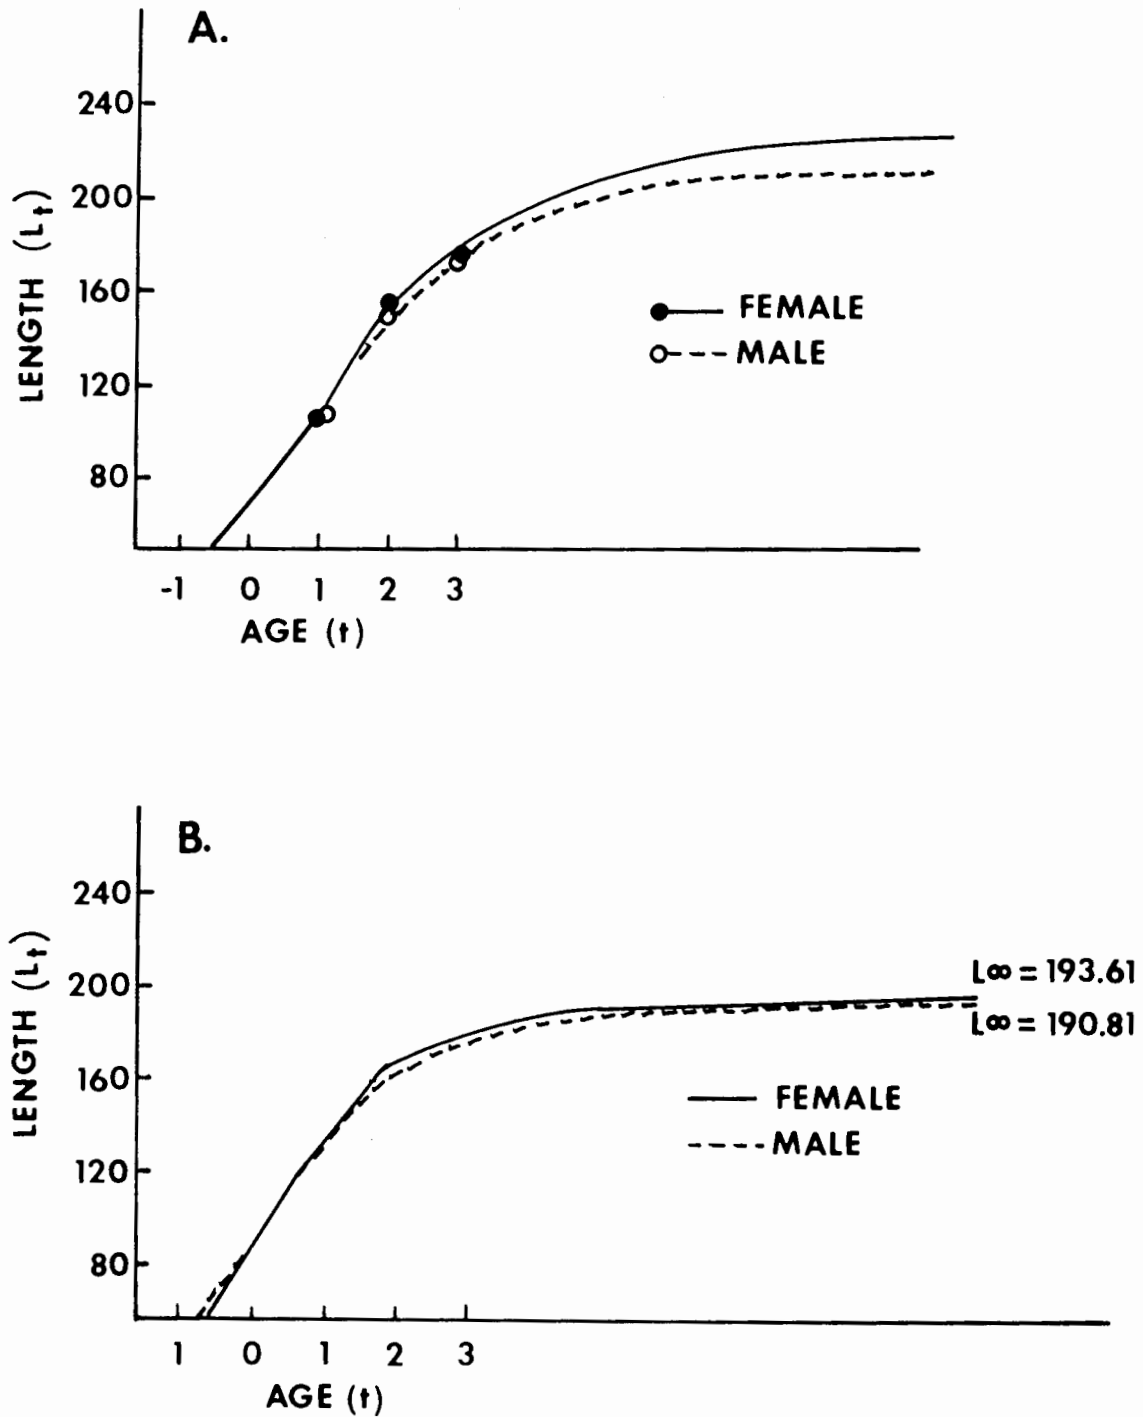 A.
240
200
160
120
80
LENGTH (Lt)
FEMALE
MALE
-1 0 1 2 3
AGE (t)
B.
240
200
160
120
80
LENGTH (Lt)
L∞ = 193.61
L∞ = 190.81
FEMALE
MALE
1 0 1 2 3
AGE (t)